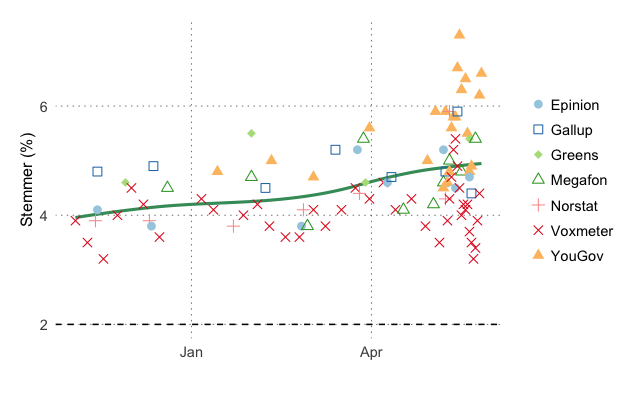 Stemmer (%)
6
4
2
Jan
Apr
Epinion
Gallup
Greens
Megafon
Norstat
Voxmeter
YouGov